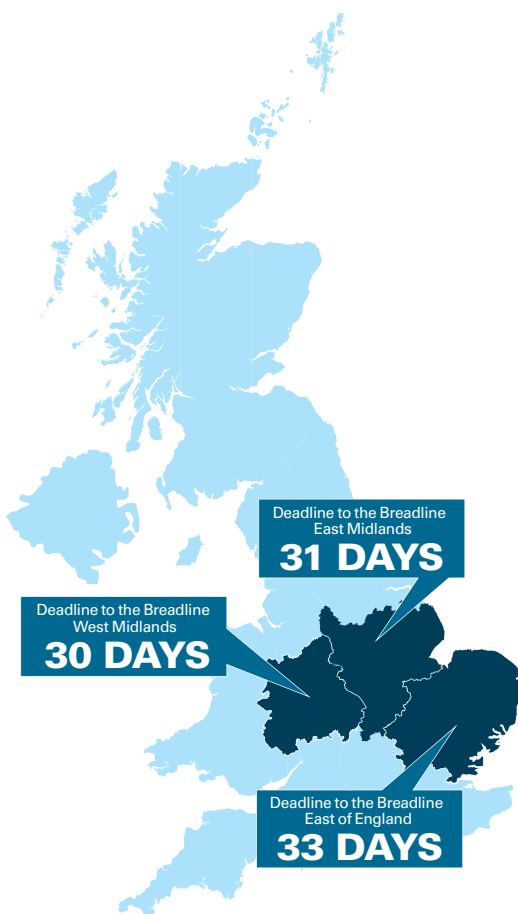 Deadline to the Breadline
East Midlands
31 DAYS
Deadline to the Breadline
West Midlands
30 DAYS
Deadline to the Breadline
East of England
33 DAYS